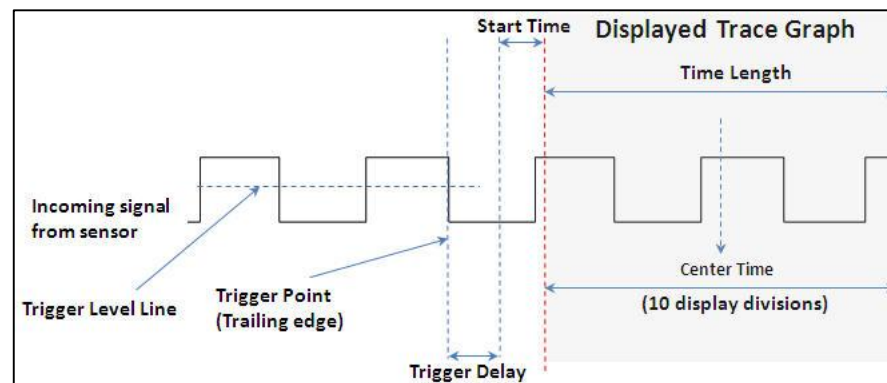 Start Time
Displayed Trace Graph
Time Length
Incoming signal
from sensor
Center Time
(10 display divisions)
Trigger Level Line
Trigger Point
(Trailing edge)
Trigger Delay